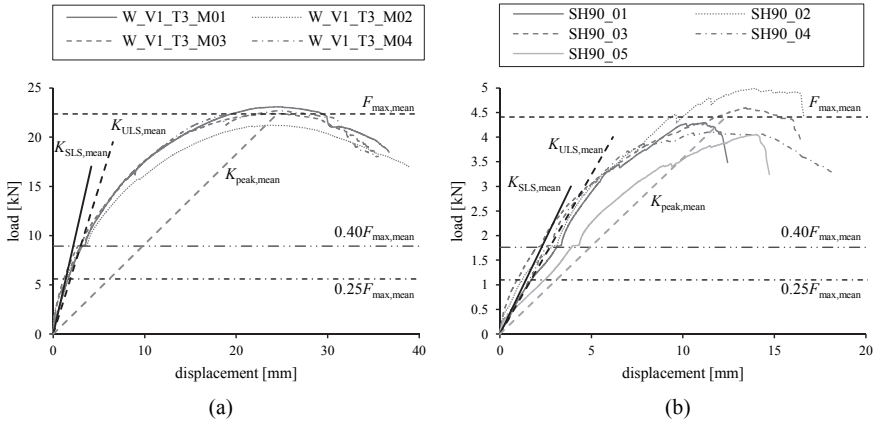 W_V1_T3_M01 W_V1_T3_M02
W_V1_T3_M03 W_V1_T3_M04
25
20
15
10
5
0
load [kN]
0 10 20 30 40
displacement [mm]
Fmax,mean
KULS,mean
KSLS,mean
Kpeak,mean
0.40Fmax,mean
0.25Fmax,mean
(a)
SH90_01 SH90_02
SH90_03 SH90_04
SH90_05
5
4.5
4
3.5
3
2.5
2
1.5
1
0.5
0
load [kN]
0 5 10 15 20
displacement [mm]
Fmax,mean
KULS,mean
KSLS,mean
Kpeak,mean
0.40Fmax,mean
0.25Fmax,mean
(b)